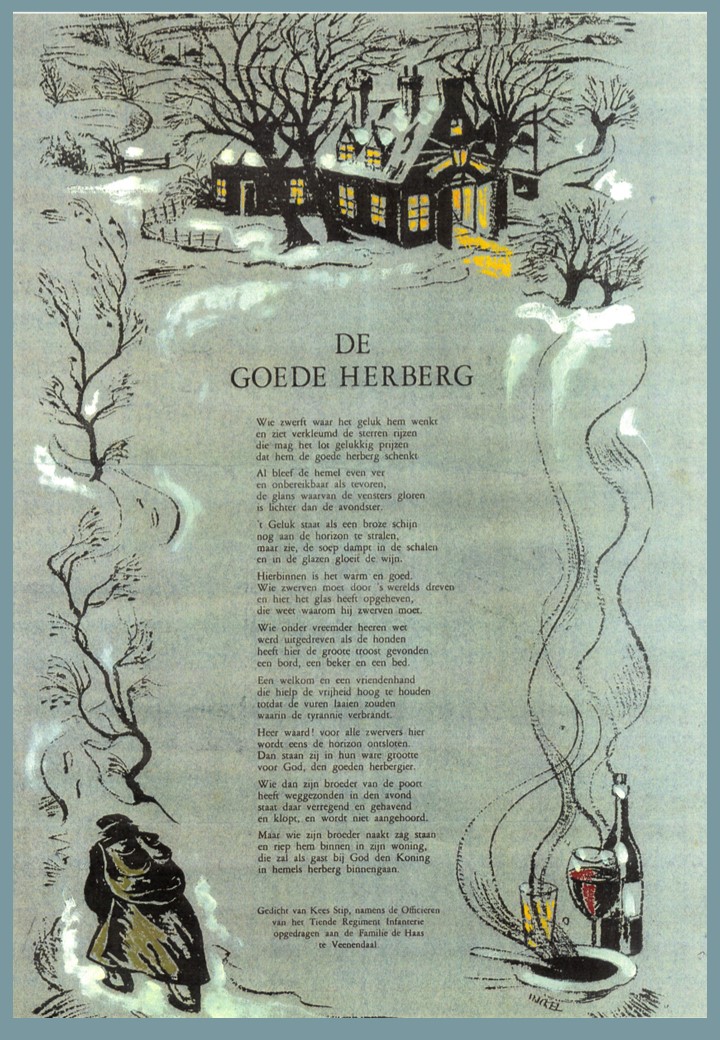 DE
GOEDE HERBERG
Wie zwerft waar het geluk hem wenkt
en ziet verkleumd de sterren rijzen
die mag het lot gelukkig prijzen
dat hem de goede herberg schenkt.
Al bleef de hemel even ver
en onbereikbaar als tevoren,
de glans waarvan de vensters gloren
is lichter dan de avondster.
't Geluk staat als een broze schijn
nog aan de horizon te stralen,
maar zie, de soep dampt in de schalen
en in de glazen gloeit de wijn.
Hierbinnen is het warm en goed.
Wie zwerven moet door 's werelds dreven
en hier het glas heeft opgeheven,
die weet waarom hij zwerven moet.
Wie onder vreemder heeren wet
werd uitgedreven als de honden
heeft hier de groote troost gevonden
een bord, een beker en een bed.
Een welkom en een vriendenhand
die hielp de vrijheid hoog te houden
totdat de vuren laaien zouden
waarin de tyrannie verbrandt.
Heer waard! voor alle zwervers hier
wordt eens de horizon ontsloten.
Dan staan zij in hun ware grootte
voor God, den goeden herbergier.
Wie dan zijn broeder van de poort
heeft weggezonden in den avond
staat daar verregend en gehavend
en klopt, en wordt niet aangehoord.
Maar wie zijn broeder naakt zag staan
en riep hem binnen in zijn woning,
die zal als gast bij God den Koning
in hemels herberg binnengaan.
Gedicht van Kees Stip, namens de Officieren
van het Tiende Regiment Infanterie
opgedragen aan de Familie de Haas
te Veenendaal